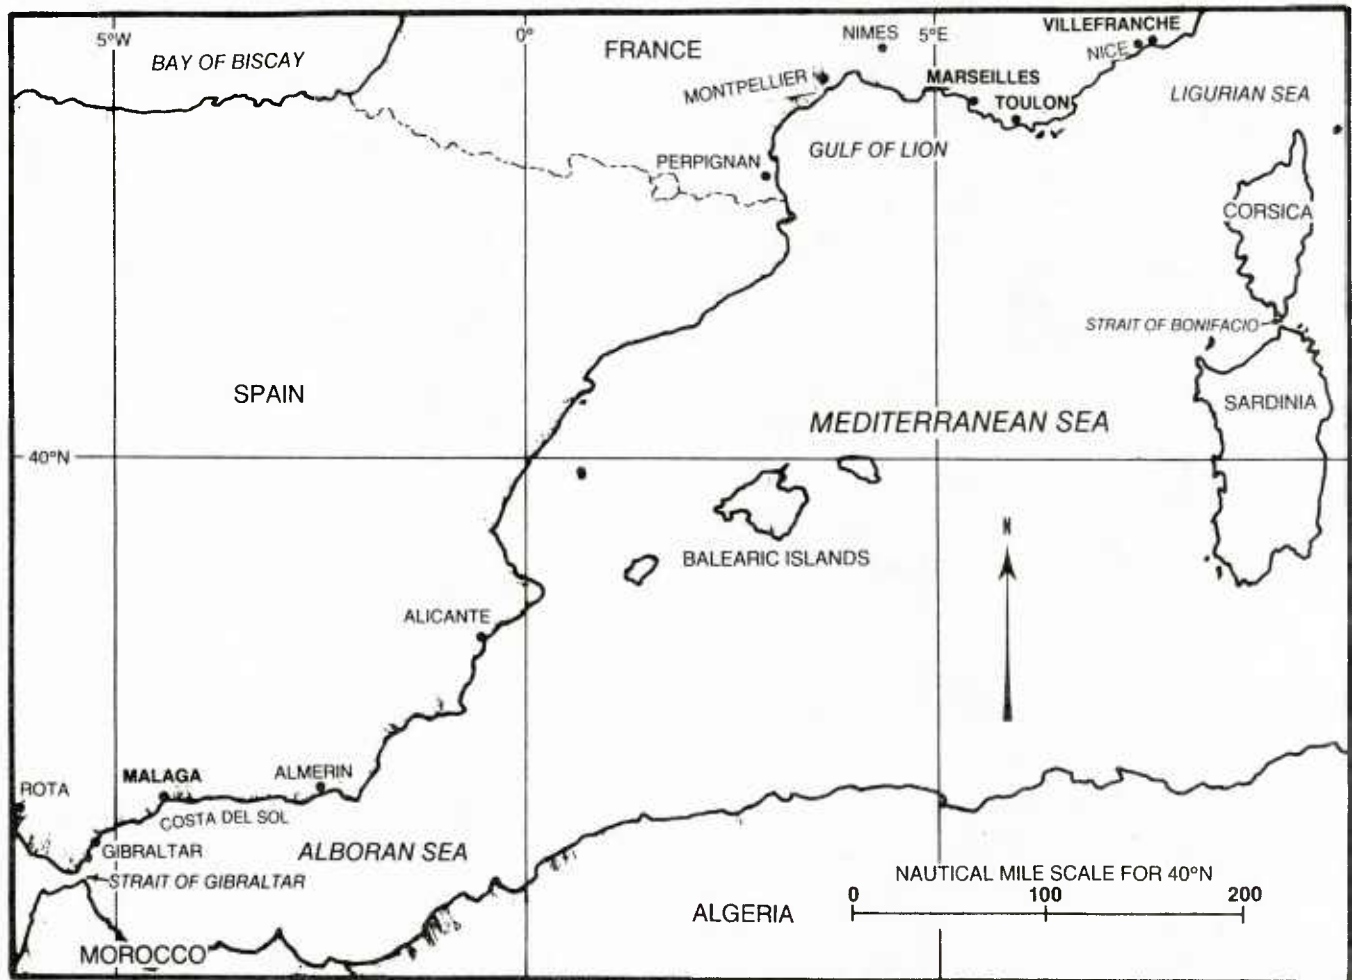 5°W
0°
FRANCE
NIMES
5°E
VILLEFRANCHE
NICE
BAY OF BISCAY
MONTPELLIER
MARSEILLES
TOULON
LIGURIAN SEA
PERPIGNAN
GULF OF LION
CORSICA
STRAIT OF BONIFACIO
SPAIN
SARDINIA
MEDITERRANEAN SEA
40°N
N
BALEARIC ISLANDS
ALICANTE
MALAGA
ALMERIN
ROTA
COSTA DEL SOL
GIBRALTAR
ALBORAN SEA
STRAIT OF GIBRALTAR
NAUTICAL MILE SCALE FOR 40°N
0 100 200
ALGERIA
MOROCCO